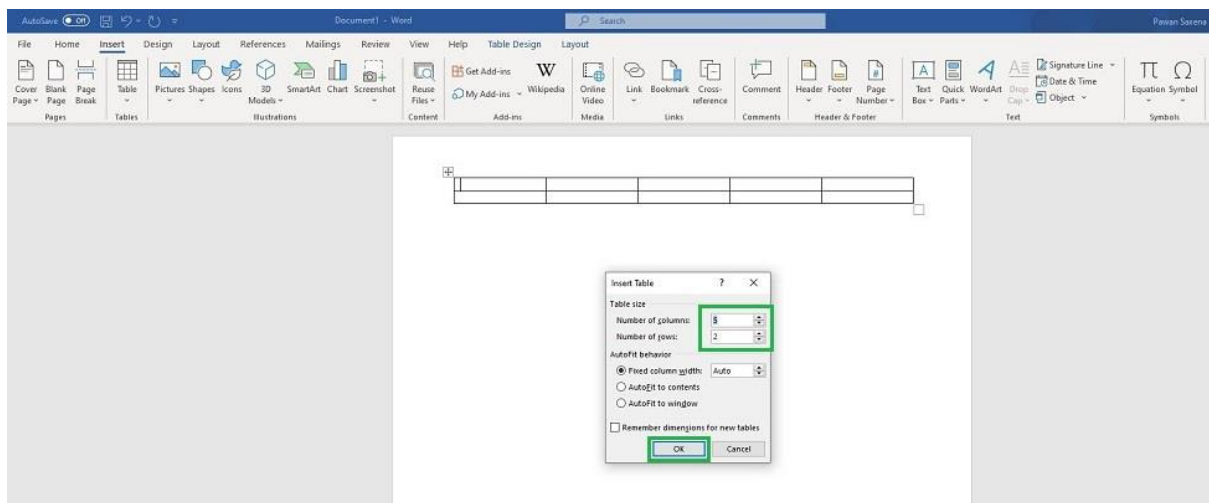 AutoSave Off Document1 - Word Search Pawan Sarena
File Home Insert Design Layout References Mailings Review View Help Table Design Layout
Cover Page Blank Page Page Break Table Pictures Shapes Icons 3D Models SmartArt Chart Screenshot Reuse Files Get Add-ins My Add-ins Wikipedia Online Video Link Bookmark Cross-reference Comment Header Footer Page Number Text Box Quick Parts WordArt Drop Cap Signature Line Date & Time Object Equation Symbol
Pages Tables Illustrations Content Add-ins Media Links Comments Header & Footer Text Symbols
Insert Table ? X
Table size
Number of columns: 5
Number of rows: 2
AutoFit behavior
Fixed column width: Auto
AutoFit to contents
AutoFit to window
Remember dimensions for new tables
OK Cancel